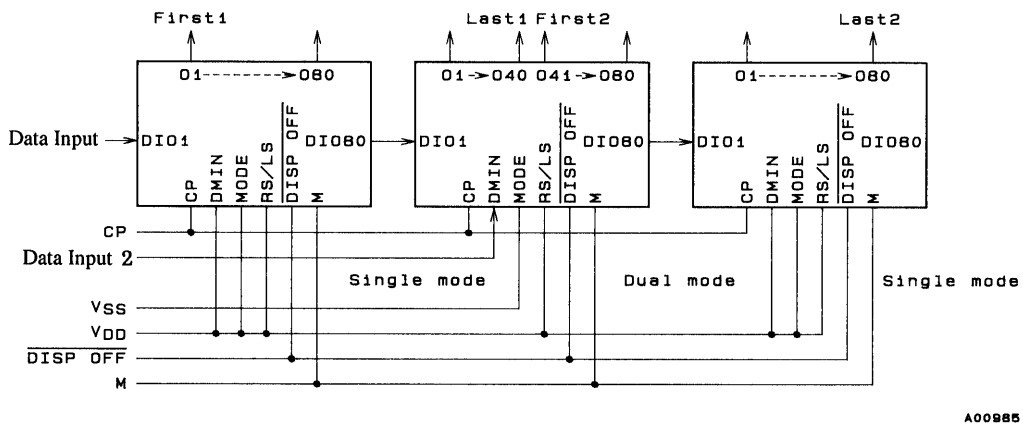 First1 Last1 First2 Last2
O1 O80 O1 O40 O41 O80 O1 O80
Data Input DIO1 DIO80 DIO1 DIO80 DIO1 DIO80
CP DMIN MODE RS/LS DISP OFF M CP DMIN MODE RS/LS DISP OFF M CP DMIN MODE RS/LS DISP OFF M
CP
Data Input 2
Single mode Dual mode Single mode
VSS
VDD
DISP OFF
M
A00985